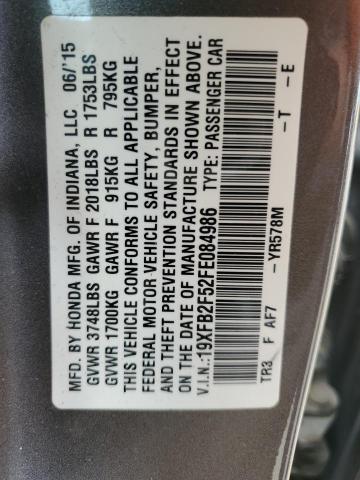 MFD. BY HONDA MFG. OF INDIANA, LLC 06/'15
GVWR 3748LBS GAWR F 2018LBS R 1753LBS
GVWR 1700KG GAWR F 915KG R 795KG
THIS VEHICLE CONFORMS TO ALL APPLICABLE
FEDERAL MOTOR-VEHICLE SAFETY, BUMPER,
AND THEFT PREVENTION STANDARDS IN EFFECT
ON THE DATE OF MANUFACTURE SHOWN ABOVE.
V.I.N.:19XFB2F52FE084986 TYPE: PASSENGER CAR
TR3 F AF7 -YR578M -T -E